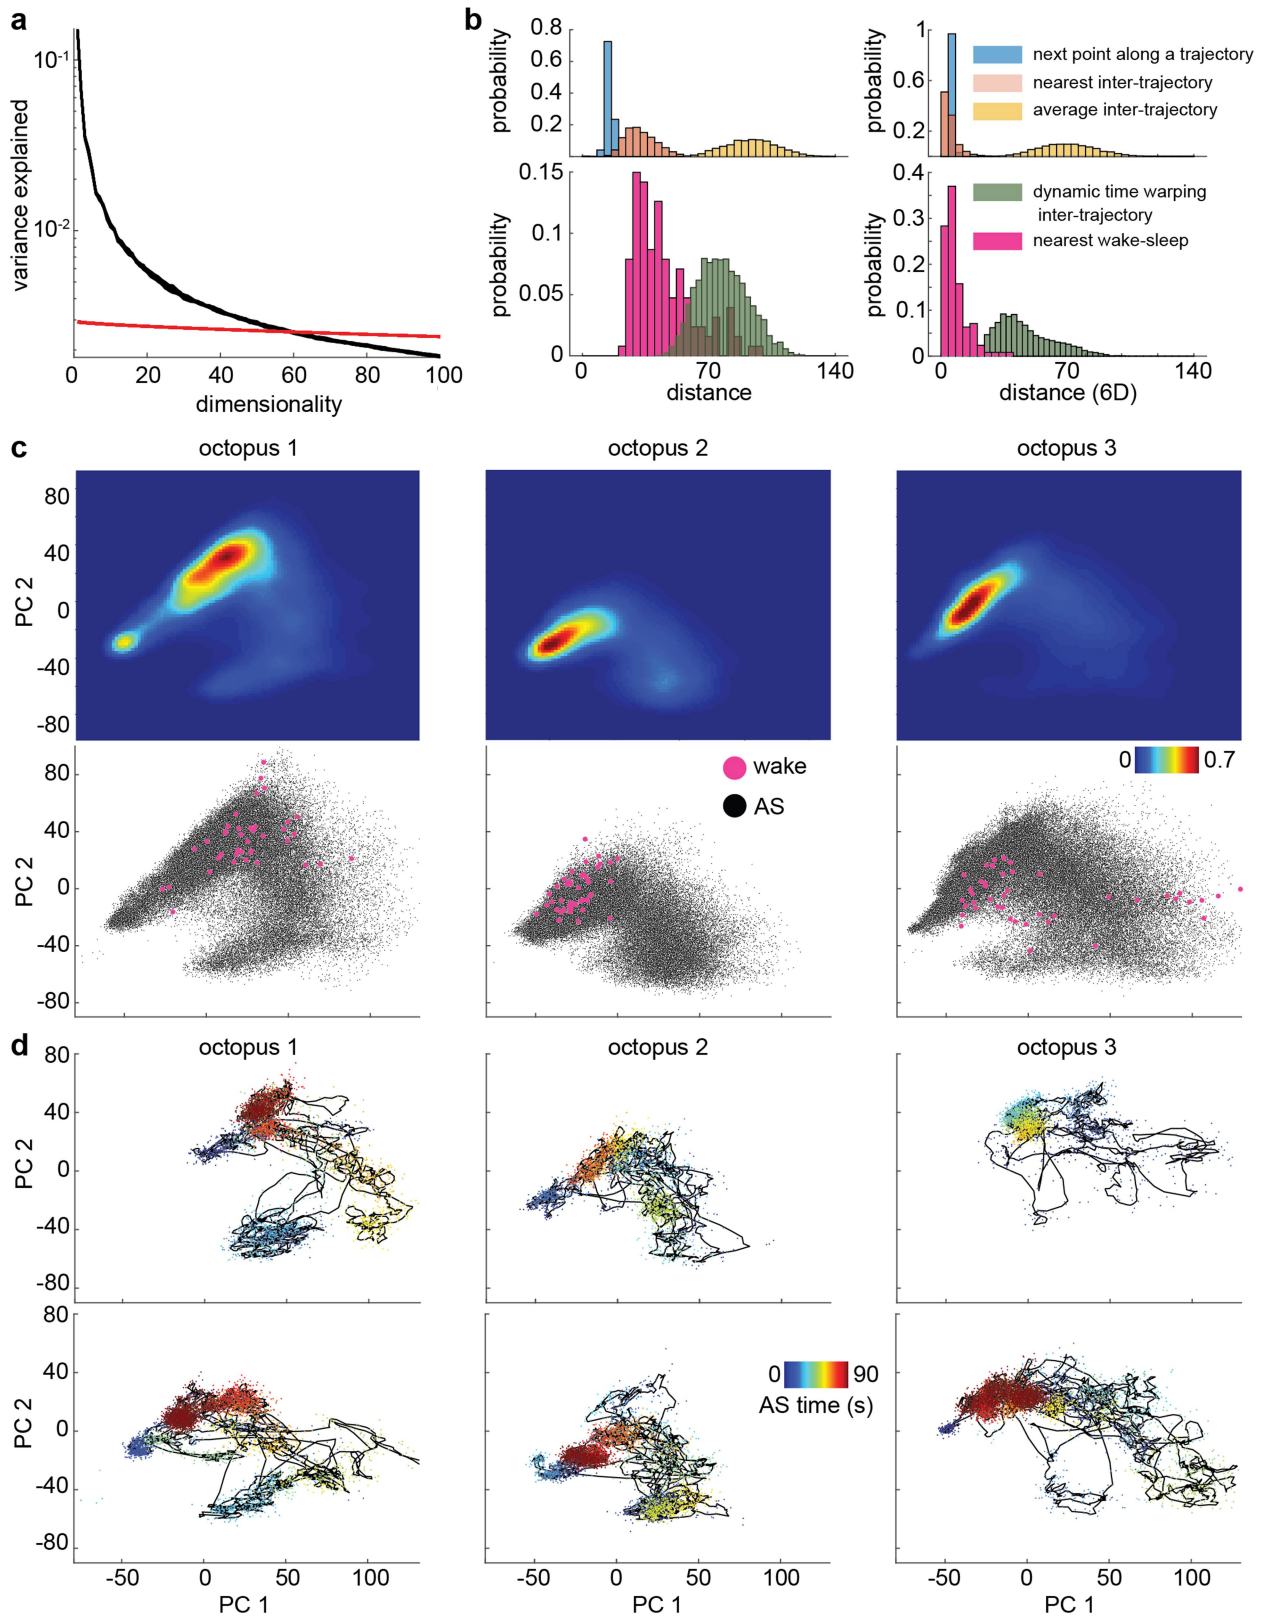 a
10-1
10-2
variance explained
0 20 40 60 80 100
dimensionality
b
0.8
0.6
0.4
0.2
probability
0.15
0.1
0.05
0
probability
0 70 140
distance
1
0.6
0.2
probability
next point along a trajectory
nearest inter-trajectory
average inter-trajectory
0.4
0.3
0.2
0.1
0
probability
dynamic time warping
inter-trajectory
nearest wake-sleep
0 70 140
distance (6D)
c
octopus 1 octopus 2 octopus 3
80
40
0
-40
-80
PC 2
80
40
0
-40
-80
PC 2
wake
AS
0 0.7
d
octopus 1 octopus 2 octopus 3
80
40
0
-40
-80
PC 2
80
40
0
-40
-80
PC 2
0 90
AS time (s)
-50 0 50 100
PC 1
-50 0 50 100
PC 1
-50 0 50 100
PC 1